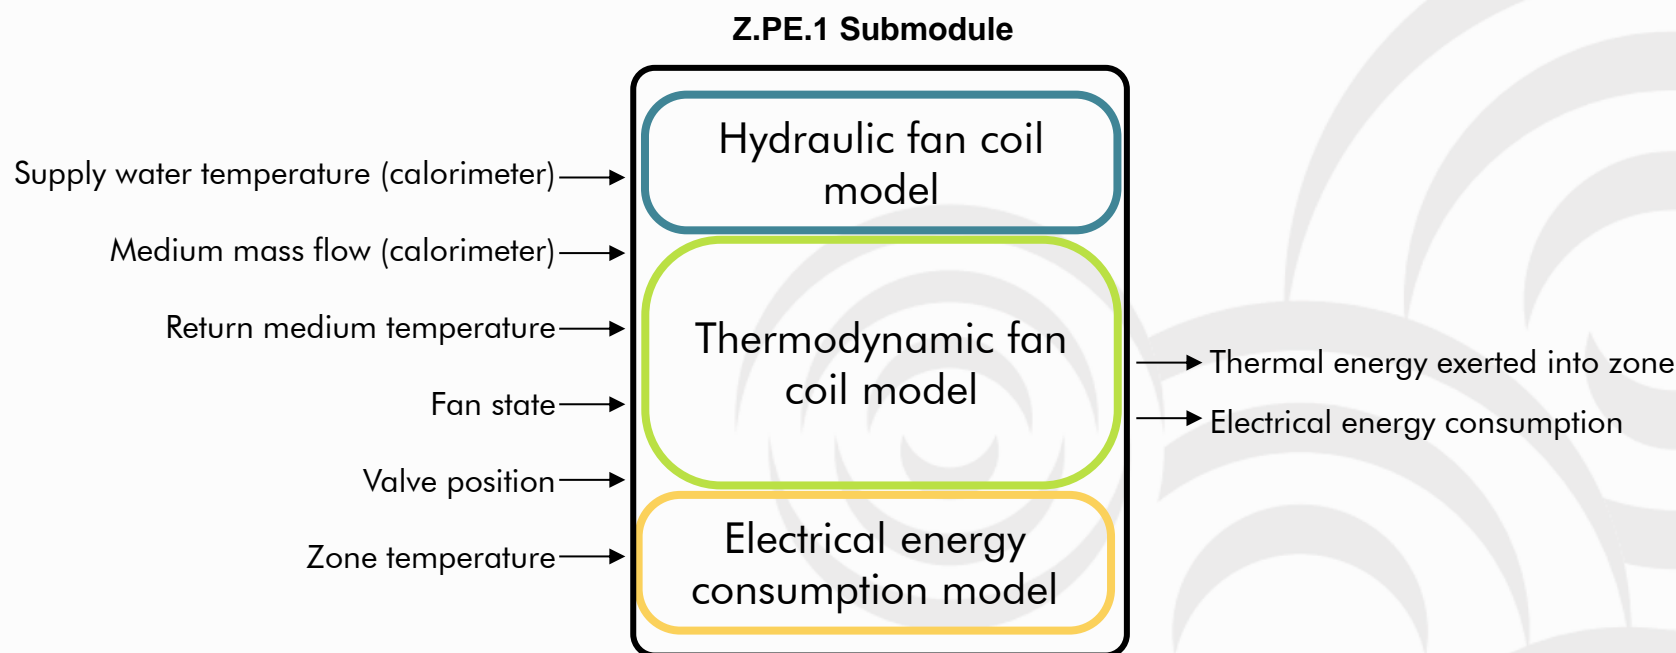 Z.PE.1 Submodule
Supply water temperature (calorimeter)
Medium mass flow (calorimeter)
Return medium temperature
Fan state
Valve position
Zone temperature
Hydraulic fan coil
model
Thermodynamic fan
coil model
Electrical energy
consumption model
Thermal energy exerted into zone
Electrical energy consumption